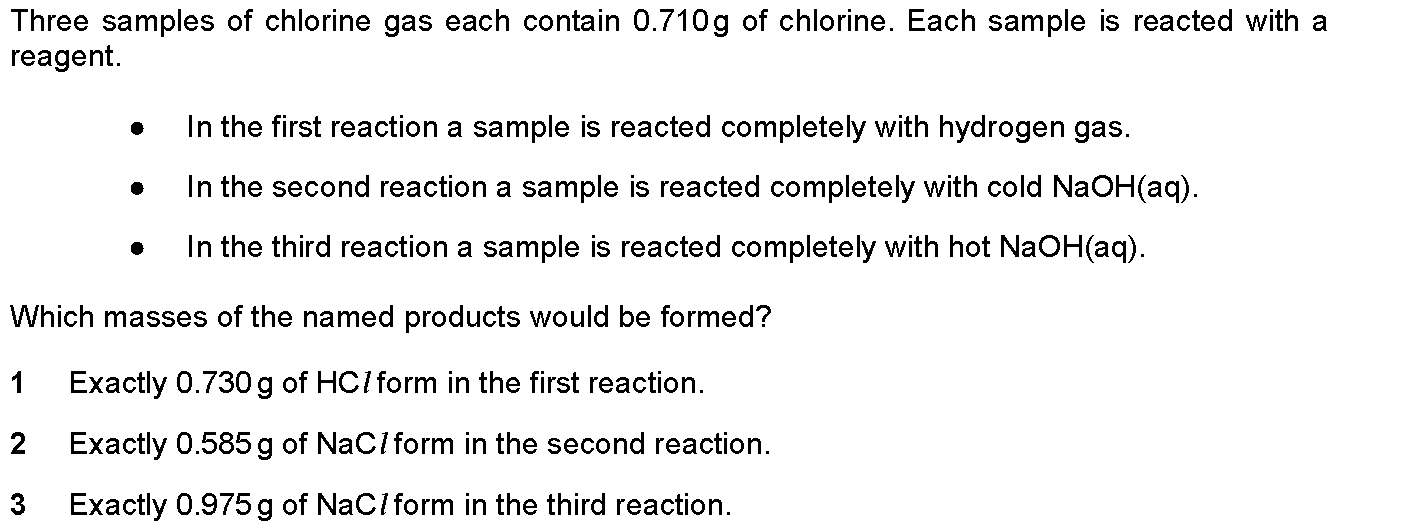 Three samples of chlorine gas each contain 0.710 g of chlorine. Each sample is reacted with a
reagent.
● In the first reaction a sample is reacted completely with hydrogen gas.
● In the second reaction a sample is reacted completely with cold NaOH(aq).
● In the third reaction a sample is reacted completely with hot NaOH(aq).
Which masses of the named products would be formed?
1 Exactly 0.730 g of HCl form in the first reaction.
2 Exactly 0.585 g of NaCl form in the second reaction.
3 Exactly 0.975 g of NaCl form in the third reaction.